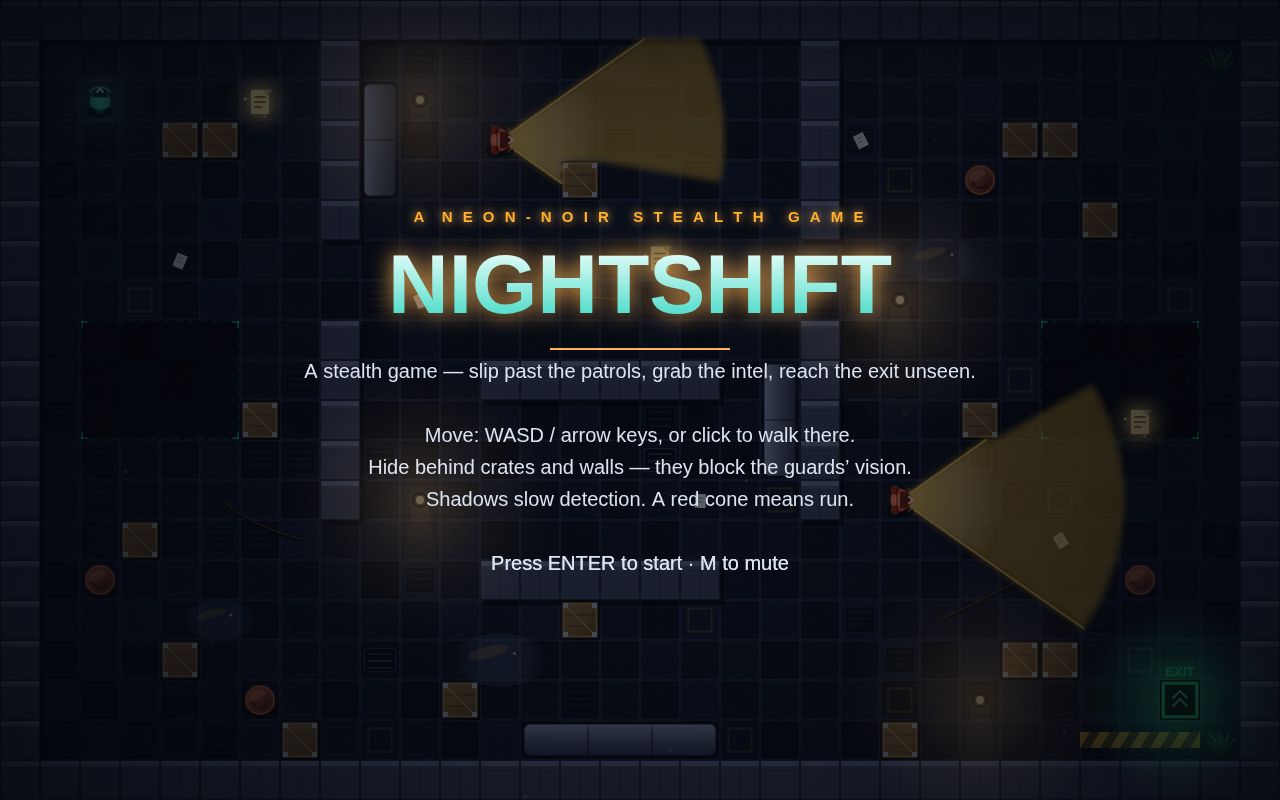 A NEON-NOIR STEALTH GAME
NIGHTSHIFT
A stealth game — slip past the patrols, grab the intel, reach the exit unseen.
Move: WASD / arrow keys, or click to walk there.
Hide behind crates and walls — they block the guards’ vision.
Shadows slow detection. A red cone means run.
Press ENTER to start · M to mute
EXIT